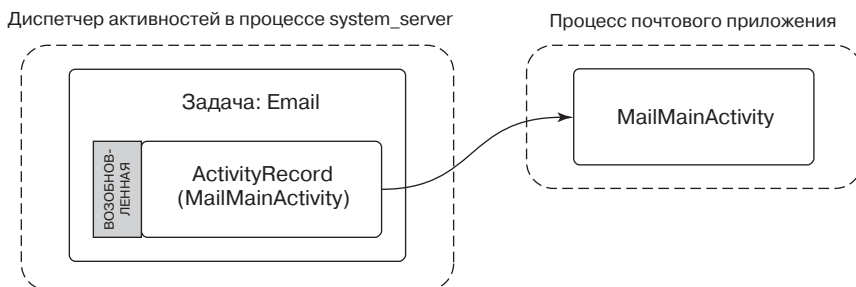 Диспетчер активностей в процессе system_server
Процесс почтового приложения
Задача: Email
MailMainActivity
ВОЗОБНОВ-
ЛЕННАЯ
ActivityRecord
(MailMainActivity)